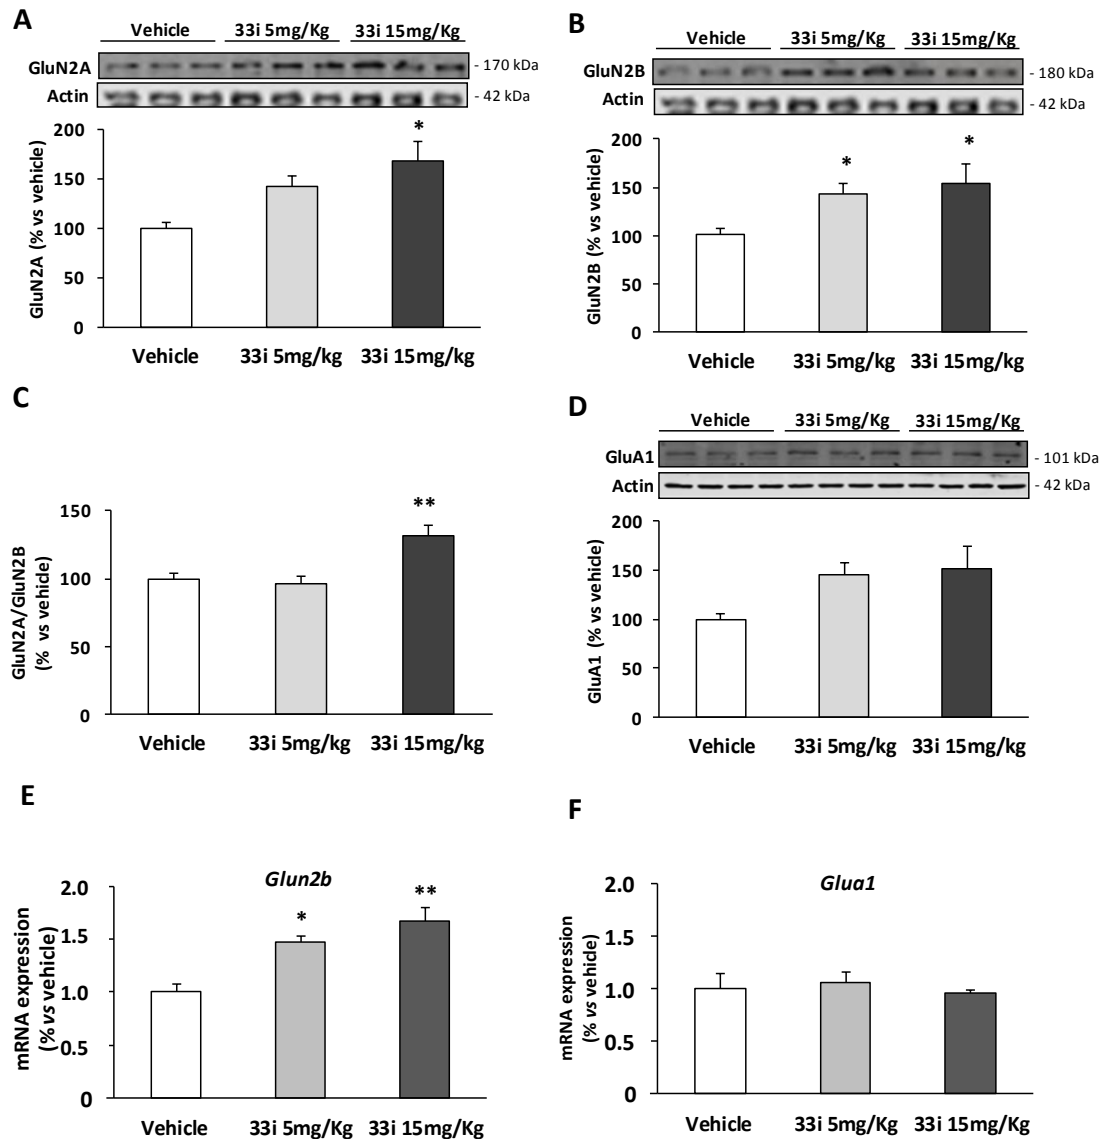 A
Vehicle 33i 5mg/Kg 33i 15mg/Kg
GluN2A - 170 kDa
Actin - 42 kDa
*
200
150
100
50
0
GluN2A (% vs vehicle)
Vehicle 33i 5mg/kg 33i 15mg/kg
B
Vehicle 33i 5mg/Kg 33i 15mg/Kg
GluN2B - 180 kDa
Actin - 42 kDa
* *
200
150
100
50
0
GluN2B (% vs vehicle)
Vehicle 33i 5mg/kg 33i 15mg/kg
C
**
150
100
50
0
GluN2A/GluN2B
(% vs vehicle)
Vehicle 33i 5mg/kg 33i 15mg/kg
D
Vehicle 33i 5mg/Kg 33i 15mg/Kg
GluA1 - 101 kDa
Actin - 42 kDa
200
150
100
50
0
GluA1 (% vs vehicle)
Vehicle 33i 5mg/kg 33i 15mg/kg
E
Glun2b
* **
2.0
1.5
1.0
0.5
0
mRNA expression
(% vs vehicle)
Vehicle 33i 5mg/Kg 33i 15mg/Kg
F
Glua1
2.0
1.5
1.0
0.5
0
mRNA expression
(% vs vehicle)
Vehicle 33i 5mg/Kg 33i 15mg/Kg